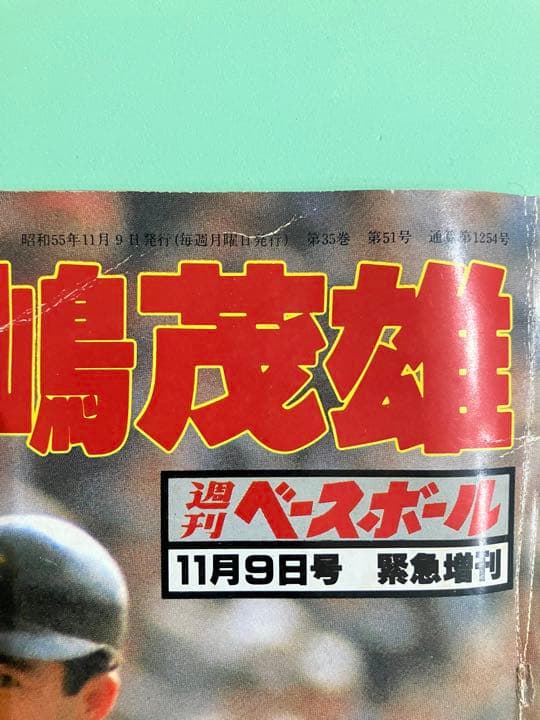 昭和55年11月9日発行(毎週月曜日発行) 第35巻 第51号 通巻第1254号
嶋茂雄
週刊ベースボール
11月9日号 緊急増刊